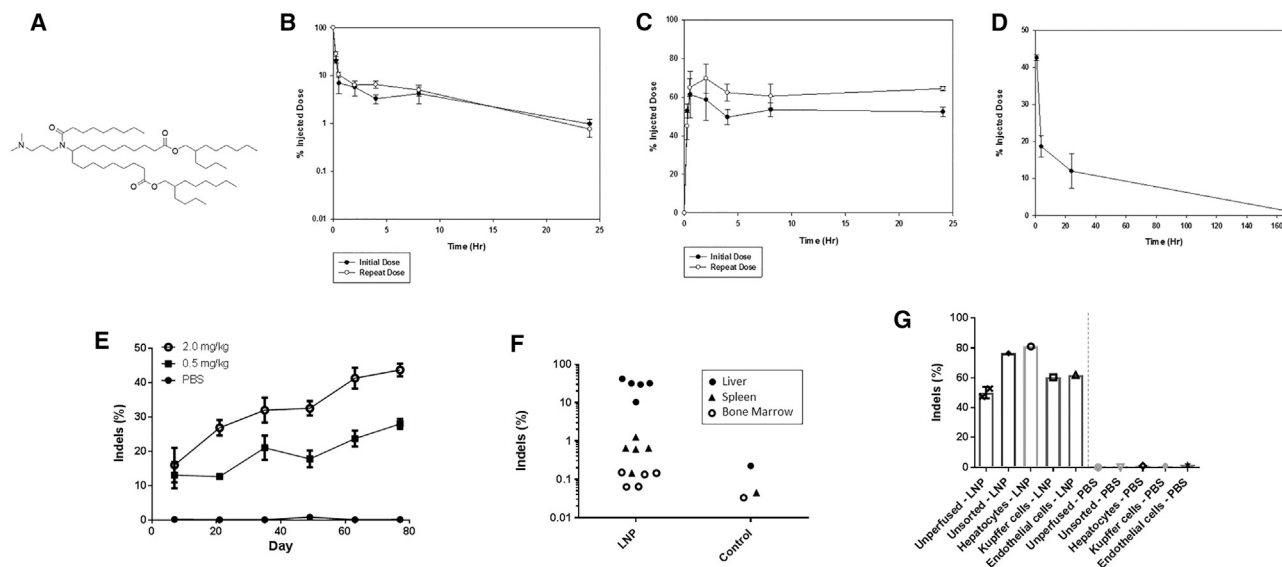 A
O
N
N
O
O
O
O
B
% Injected Dose
100
10
1
0.1
0.01
0 5 10 15 20 25
Time (Hr)
Initial Dose
Repeat Dose
C
% Injected Dose
100
80
60
40
20
0
0 5 10 15 20 25
Time (Hr)
Initial Dose
Repeat Dose
D
% Injected Dose
50
40
30
20
10
0
0 20 40 60 80 100 120 140 160
Time (Hr)
E
2.0 mg/kg
0.5 mg/kg
PBS
Indels (%)
50
40
30
20
10
0
0 20 40 60 80
Day
F
Indels (%)
100
10
1
0.1
0.01
Liver
Spleen
Bone Marrow
LNP
Control
G
Indels (%)
100
80
60
40
20
0
Unperfused - LNP
Unsorted - LNP
Hepatocytes - LNP
Kupffer cells - LNP
Endothelial cells - LNP
Unperfused - PBS
Unsorted - PBS
Hepatocytes - PBS
Kupffer cells - PBS
Endothelial cells - PBS